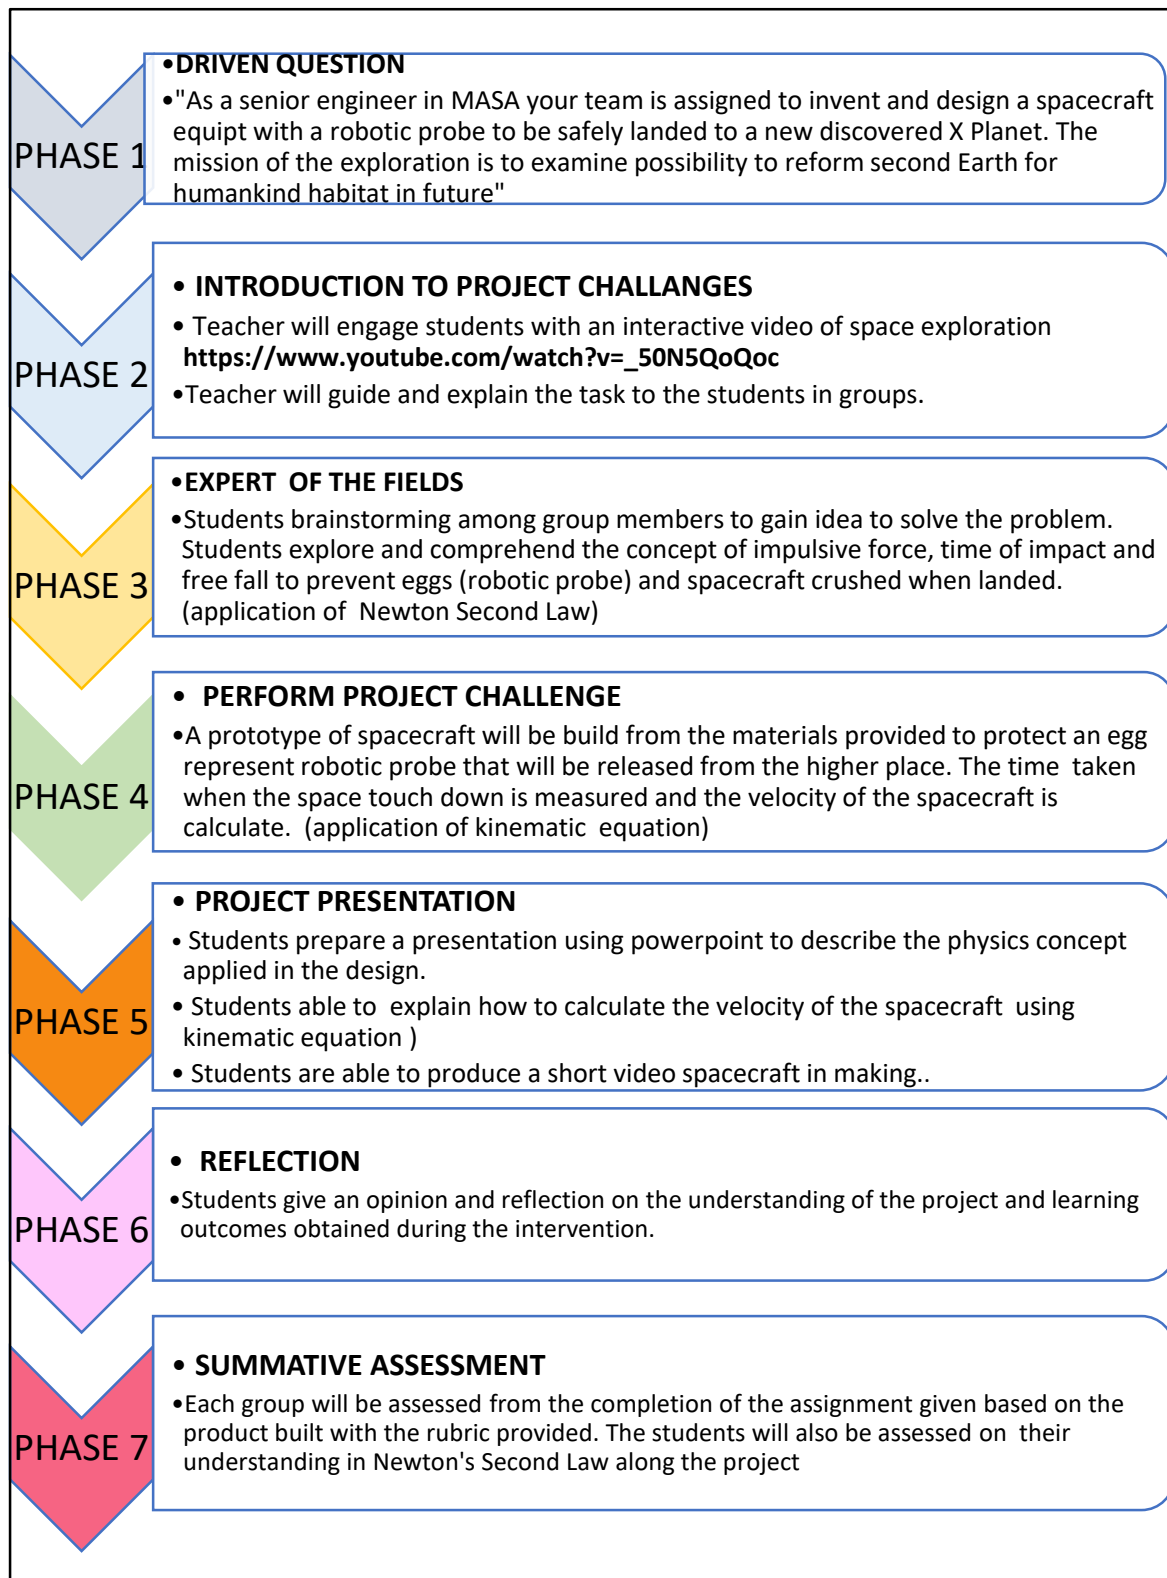 PHASE 1
•DRIVEN QUESTION
•"As a senior engineer in MASA your team is assigned to invent and design a spacecraft
equipt with a robotic probe to be safely landed to a new discovered X Planet. The
mission of the exploration is to examine possibility to reform second Earth for
humankind habitat in future"
PHASE 2
• INTRODUCTION TO PROJECT CHALLANGES
• Teacher will engage students with an interactive video of space exploration
https://www.youtube.com/watch?v=_50N5QoQoc
•Teacher will guide and explain the task to the students in groups.
PHASE 3
•EXPERT OF THE FIELDS
•Students brainstorming among group members to gain idea to solve the problem.
Students explore and comprehend the concept of impulsive force, time of impact and
free fall to prevent eggs (robotic probe) and spacecraft crushed when landed.
(application of Newton Second Law)
PHASE 4
• PERFORM PROJECT CHALLENGE
•A prototype of spacecraft will be build from the materials provided to protect an egg
represent robotic probe that will be released from the higher place. The time taken
when the space touch down is measured and the velocity of the spacecraft is
calculate. (application of kinematic equation)
PHASE 5
• PROJECT PRESENTATION
• Students prepare a presentation using powerpoint to describe the physics concept
applied in the design.
• Students able to explain how to calculate the velocity of the spacecraft using
kinematic equation )
• Students are able to produce a short video spacecraft in making..
PHASE 6
• REFLECTION
•Students give an opinion and reflection on the understanding of the project and learning
outcomes obtained during the intervention.
PHASE 7
• SUMMATIVE ASSESSMENT
•Each group will be assessed from the completion of the assignment given based on the
product built with the rubric provided. The students will also be assessed on their
understanding in Newton's Second Law along the project